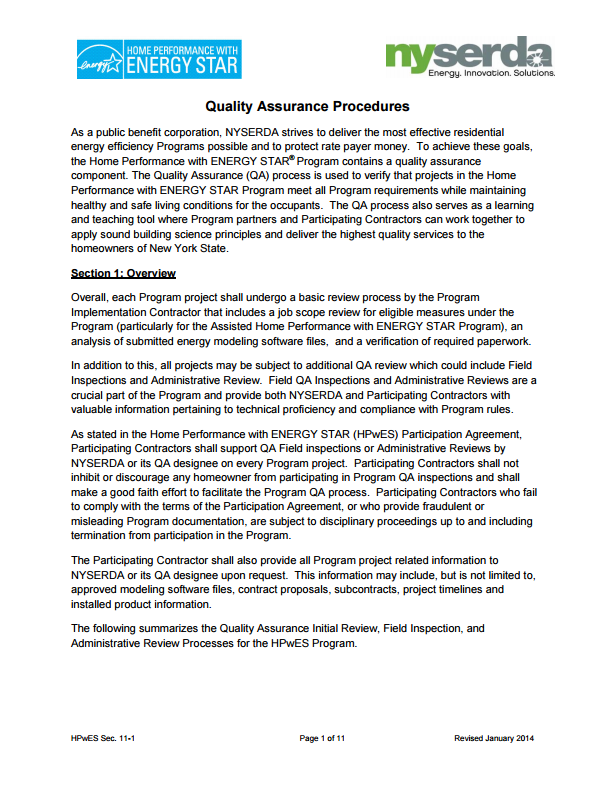 HOME PERFORMANCE WITH
ENERGY STAR
energy
nyserda
Energy. Innovation. Solutions.
Quality Assurance Procedures
As a public benefit corporation, NYSERDA strives to deliver the most effective residential
energy efficiency Programs possible and to protect rate payer money.  To achieve these goals,
the Home Performance with ENERGY STAR® Program contains a quality assurance
component. The Quality Assurance (QA) process is used to verify that projects in the Home
Performance with ENERGY STAR Program meet all Program requirements while maintaining
healthy and safe living conditions for the occupants.  The QA process also serves as a learning
and teaching tool where Program partners and Participating Contractors can work together to
apply sound building science principles and deliver the highest quality services to the
homeowners of New York State.
Section 1: Overview
Overall, each Program project shall undergo a basic review process by the Program
Implementation Contractor that includes a job scope review for eligible measures under the
Program (particularly for the Assisted Home Performance with ENERGY STAR Program), an
analysis of submitted energy modeling software files,  and a verification of required paperwork.
In addition to this, all projects may be subject to additional QA review which could include Field
Inspections and Administrative Review.  Field QA Inspections and Administrative Reviews are a
crucial part of the Program and provide both NYSERDA and Participating Contractors with
valuable information pertaining to technical proficiency and compliance with Program rules.
As stated in the Home Performance with ENERGY STAR (HPwES) Participation Agreement,
Participating Contractors shall support QA Field inspections or Administrative Reviews by
NYSERDA or its QA designee on every Program project.  Participating Contractors shall not
inhibit or discourage any homeowner from participating in Program QA inspections and shall
make a good faith effort to facilitate the Program QA process.  Participating Contractors who fail
to comply with the terms of the Participation Agreement, or who provide fraudulent or
misleading Program documentation, are subject to disciplinary proceedings up to and including
termination from participation in the Program.
The Participating Contractor shall also provide all Program project related information to
NYSERDA or its QA designee upon request.  This information may include, but is not limited to,
approved modeling software files, contract proposals, subcontracts, project timelines and
installed product information.
The following summarizes the Quality Assurance Initial Review, Field Inspection, and
Administrative Review Processes for the HPwES Program.
HPwES Sec. 11-1 Page 1 of 11 Revised January 2014